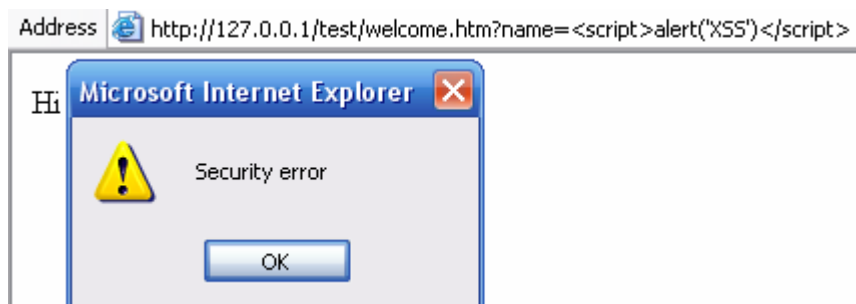 Address http://127.0.0.1/test/welcome.htm?name=<script>alert('XSS')</script>
Hi
Microsoft Internet Explorer
Security error
OK